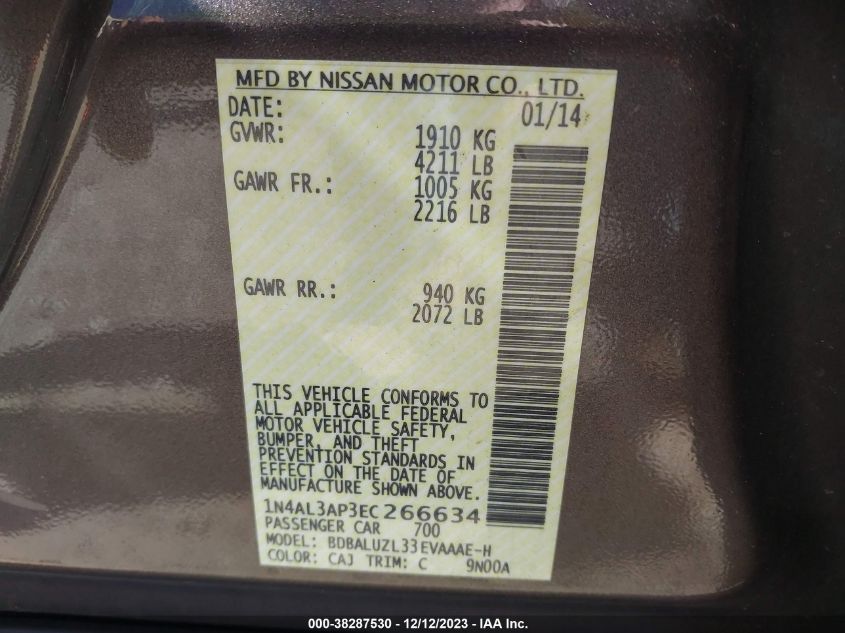 MFD BY NISSAN MOTOR CO., LTD.
DATE: 01/14
GVWR: 1910 KG
4211 LB
GAWR FR.: 1005 KG
2216 LB
GAWR RR.: 940 KG
2072 LB
THIS VEHICLE CONFORMS TO
ALL APPLICABLE FEDERAL
MOTOR VEHICLE SAFETY,
BUMPER, AND THEFT
PREVENTION STANDARDS IN
EFFECT ON THE DATE OF
MANUFACTURE SHOWN ABOVE.
1N4AL3AP3EC266634
PASSENGER CAR 700
MODEL: BDBALUZL33EVAAAE-H
COLOR: CAJ TRIM: C 9N00A
000-38287530 - 12/12/2023 - IAA Inc.